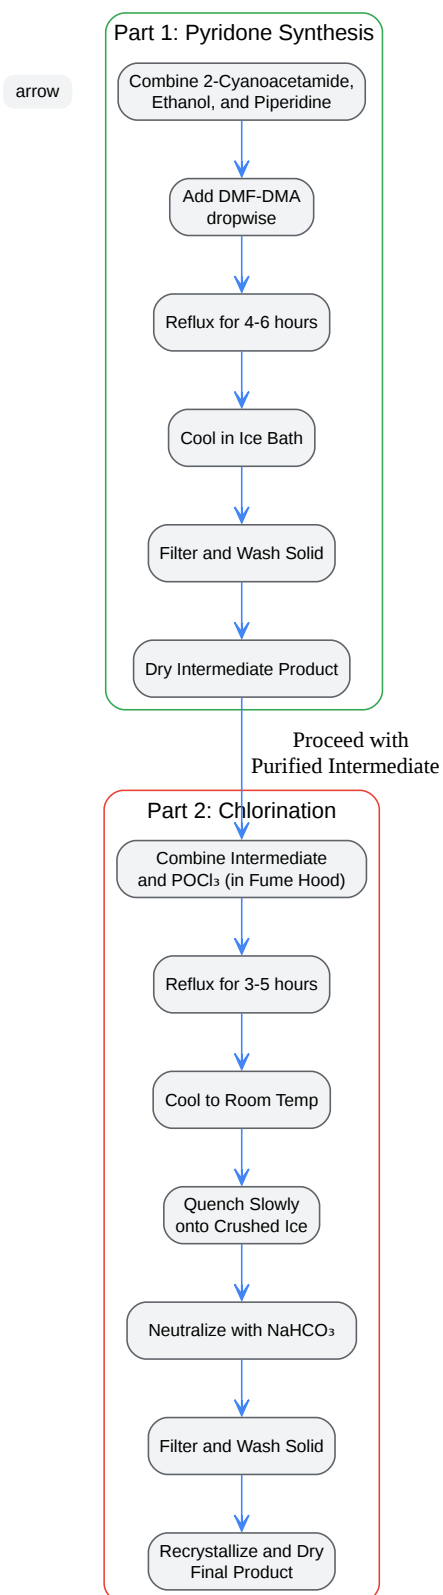 Part 1: Pyridone Synthesis
arrow
Combine 2-Cyanoacetamide,
Ethanol, and Piperidine
Add DMF-DMA
dropwise
Reflux for 4-6 hours
Cool in Ice Bath
Filter and Wash Solid
Dry Intermediate Product
Proceed with
Purified Intermediate
Part 2: Chlorination
Combine Intermediate
and POCl₃ (in Fume Hood)
Reflux for 3-5 hours
Cool to Room Temp
Quench Slowly
onto Crushed Ice
Neutralize with NaHCO₃
Filter and Wash Solid
Recrystallize and Dry
Final Product